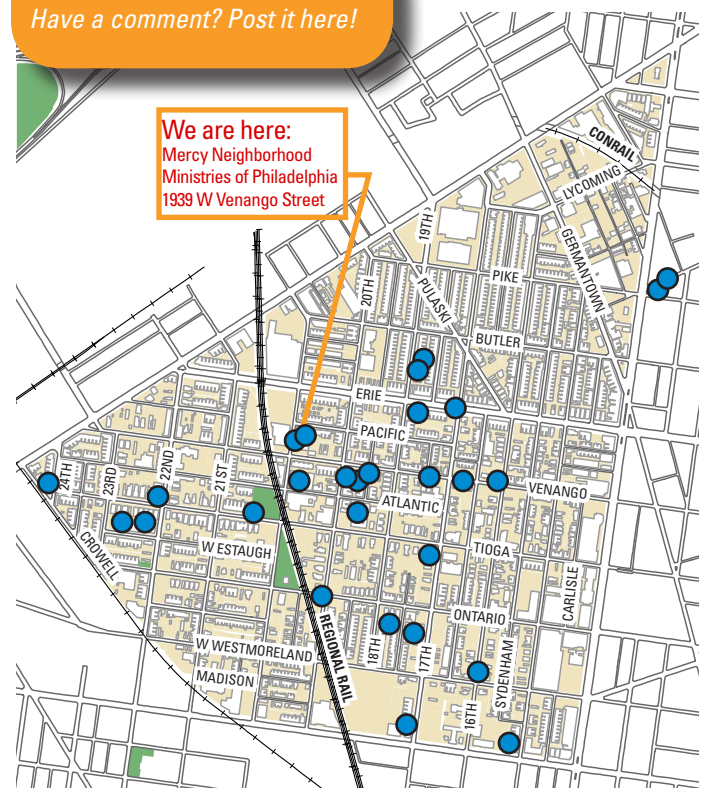 Have a comment? Post it here!
We are here:
Mercy Neighborhood
Ministries of Philadelphia
1939 W Venango Street
CONRAIL
LYCOMING
GERMANTOWN
19TH
PIKE
20TH
PULASKI
BUTLER
ERIE
PACIFIC
24TH
23RD
22ND
21ST
VENANGO
ATLANTIC
W ESTAUGH
TIOGA
CROWELL
CARLISLE
ONTARIO
REGIONAL RAIL
18TH
17TH
W WESTMORELAND
MADISON
16TH
SYDENHAM